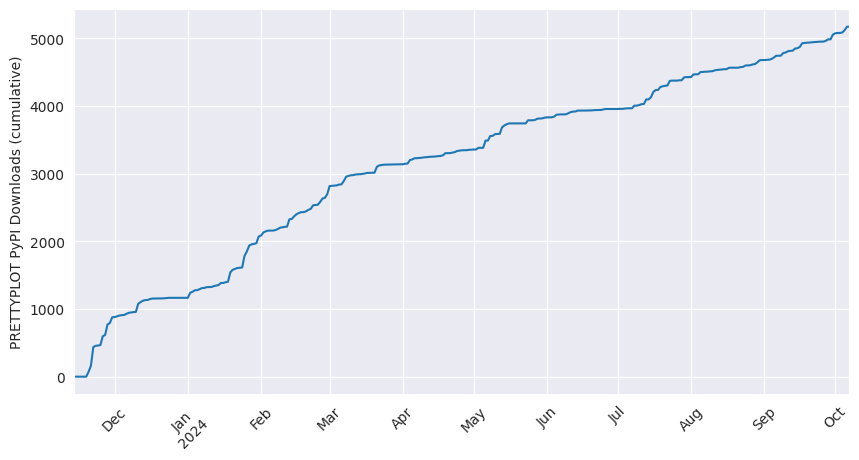 PRETTYPLOT PyPI Downloads (cumulative)
5000
4000
3000
2000
1000
0
Dec
Jan
2024
Feb
Mar
Apr
May
Jun
Jul
Aug
Sep
Oct